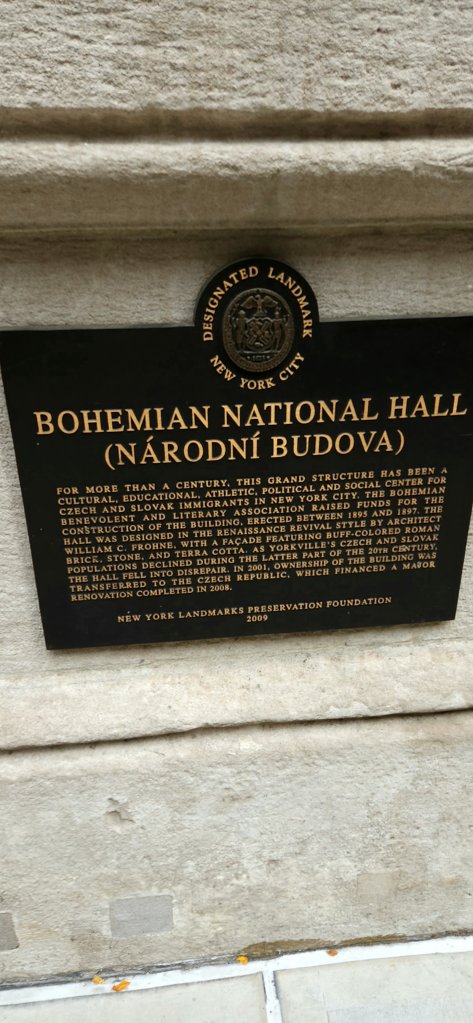 DESIGNATED LANDMARK
NEW YORK CITY
BOHEMIAN NATIONAL HALL
(NÁRODNÍ BUDOVA)
FOR MORE THAN A CENTURY, THIS GRAND STRUCTURE HAS BEEN A
CULTURAL, EDUCATIONAL, ATHLETIC, POLITICAL AND SOCIAL CENTER FOR
CZECH AND SLOVAK IMMIGRANTS IN NEW YORK CITY. THE BOHEMIAN
BENEVOLENT AND LITERARY ASSOCIATION RAISED FUNDS FOR THE
CONSTRUCTION OF THE BUILDING, ERECTED BETWEEN 1895 AND 1897. THE
HALL WAS DESIGNED IN THE RENAISSANCE REVIVAL STYLE BY ARCHITECT
WILLIAM C. FROHNE, WITH A FAÇADE FEATURING BUFF-COLORED ROMAN
BRICK, STONE, AND TERRA COTTA. AS YORKVILLE'S CZECH AND SLOVAK
POPULATIONS DECLINED DURING THE LATTER PART OF THE 20TH CENTURY,
THE HALL FELL INTO DISREPAIR. IN 2001, OWNERSHIP OF THE BUILDING WAS
TRANSFERRED TO THE CZECH REPUBLIC, WHICH FINANCED A MAJOR
RENOVATION COMPLETED IN 2008.
NEW YORK LANDMARKS PRESERVATION FOUNDATION
2009